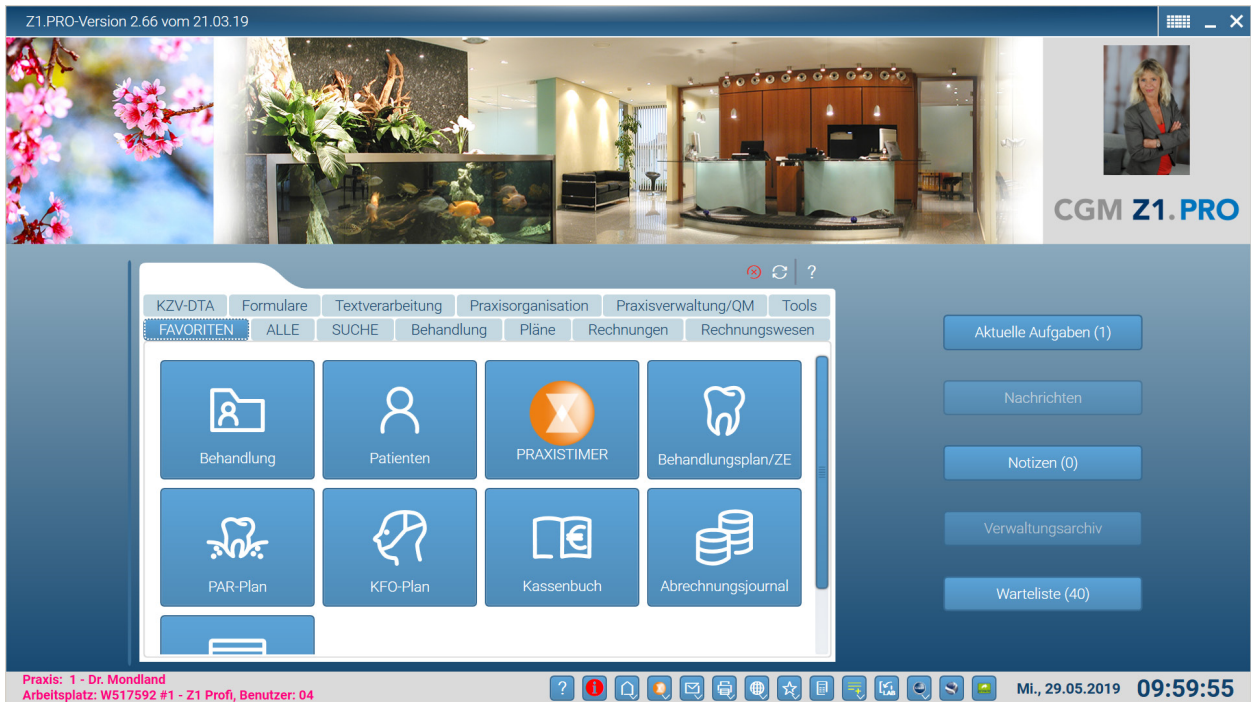 Z1.PRO-Version 2.66 vom 21.03.19
CGM Z1.PRO
?
KZV-DTA Formulare Textverarbeitung Praxisorganisation Praxisverwaltung/QM Tools
FAVORITEN ALLE SUCHE Behandlung Pläne Rechnungen Rechnungswesen
Behandlung Patienten PRAXISTIMER Behandlungsplan/ZE
PAR-Plan KFO-Plan Kassenbuch Abrechnungsjournal
Aktuelle Aufgaben (1)
Nachrichten
Notizen (0)
Verwaltungsarchiv
Warteliste (40)
Praxis: 1 - Dr. Mondland
Arbeitsplatz: W517592 #1 - Z1 Profi, Benutzer: 04
? Mi., 29.05.2019 09:59:55